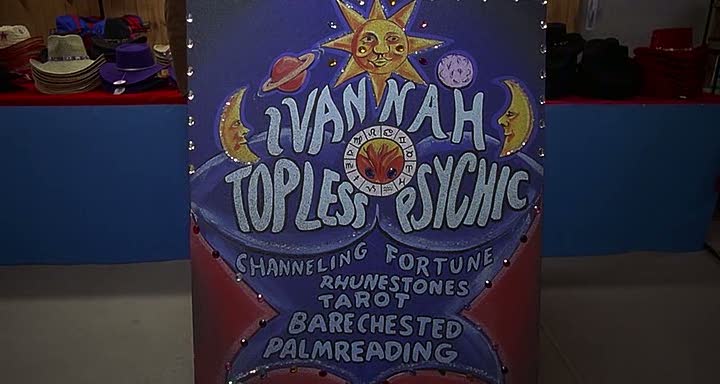 IVANNAH
TOPLESS PSYCHIC
CHANNELING FORTUNE
RHUNESTONES
TAROT
BARECHESTED
PALMREADING